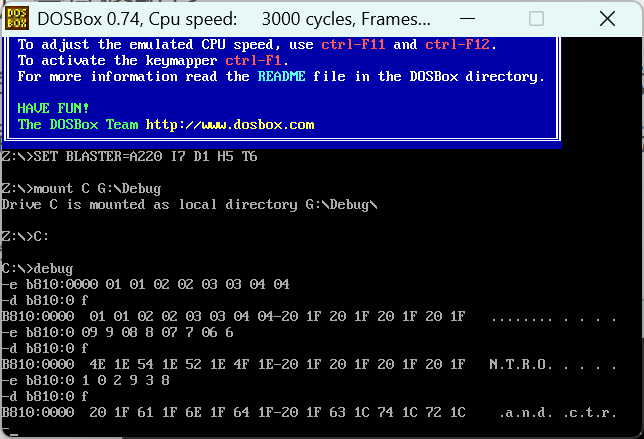 DOS BOX
DOSBox 0.74, Cpu speed: 3000 cycles, Frames...
To adjust the emulated CPU speed, use ctrl-F11 and ctrl-F12.
To activate the keymapper ctrl-F1.
For more information read the README file in the DOSBox directory.
HAVE FUN!
The DOSBox Team http://www.dosbox.com
Z:\>SET BLASTER=A220 I7 D1 H5 T6
Z:\>mount C G:\Debug
Drive C is mounted as local directory G:\Debug\
Z:\>C:
C:\>debug
-e b810:0000 01 01 02 02 03 03 04 04
-d b810:0 f
B810:0000  01 01 02 02 03 03 04 04-20 1F 20 1F 20 1F 20 1F   ........ . . . .
-e b810:0 09 9 08 8 07 7 06 6
-d b810:0 f
B810:0000  4E 1E 54 1E 52 1E 4F 1E-20 1F 20 1F 20 1F 20 1F   N.T.R.O. . . . .
-e b810:0 1 0 2 9 3 8
-d b810:0 f
B810:0000  20 1F 61 1F 6E 1F 64 1F-20 1F 63 1C 74 1C 72 1C    .a.n.d. .c.t.r.
-_